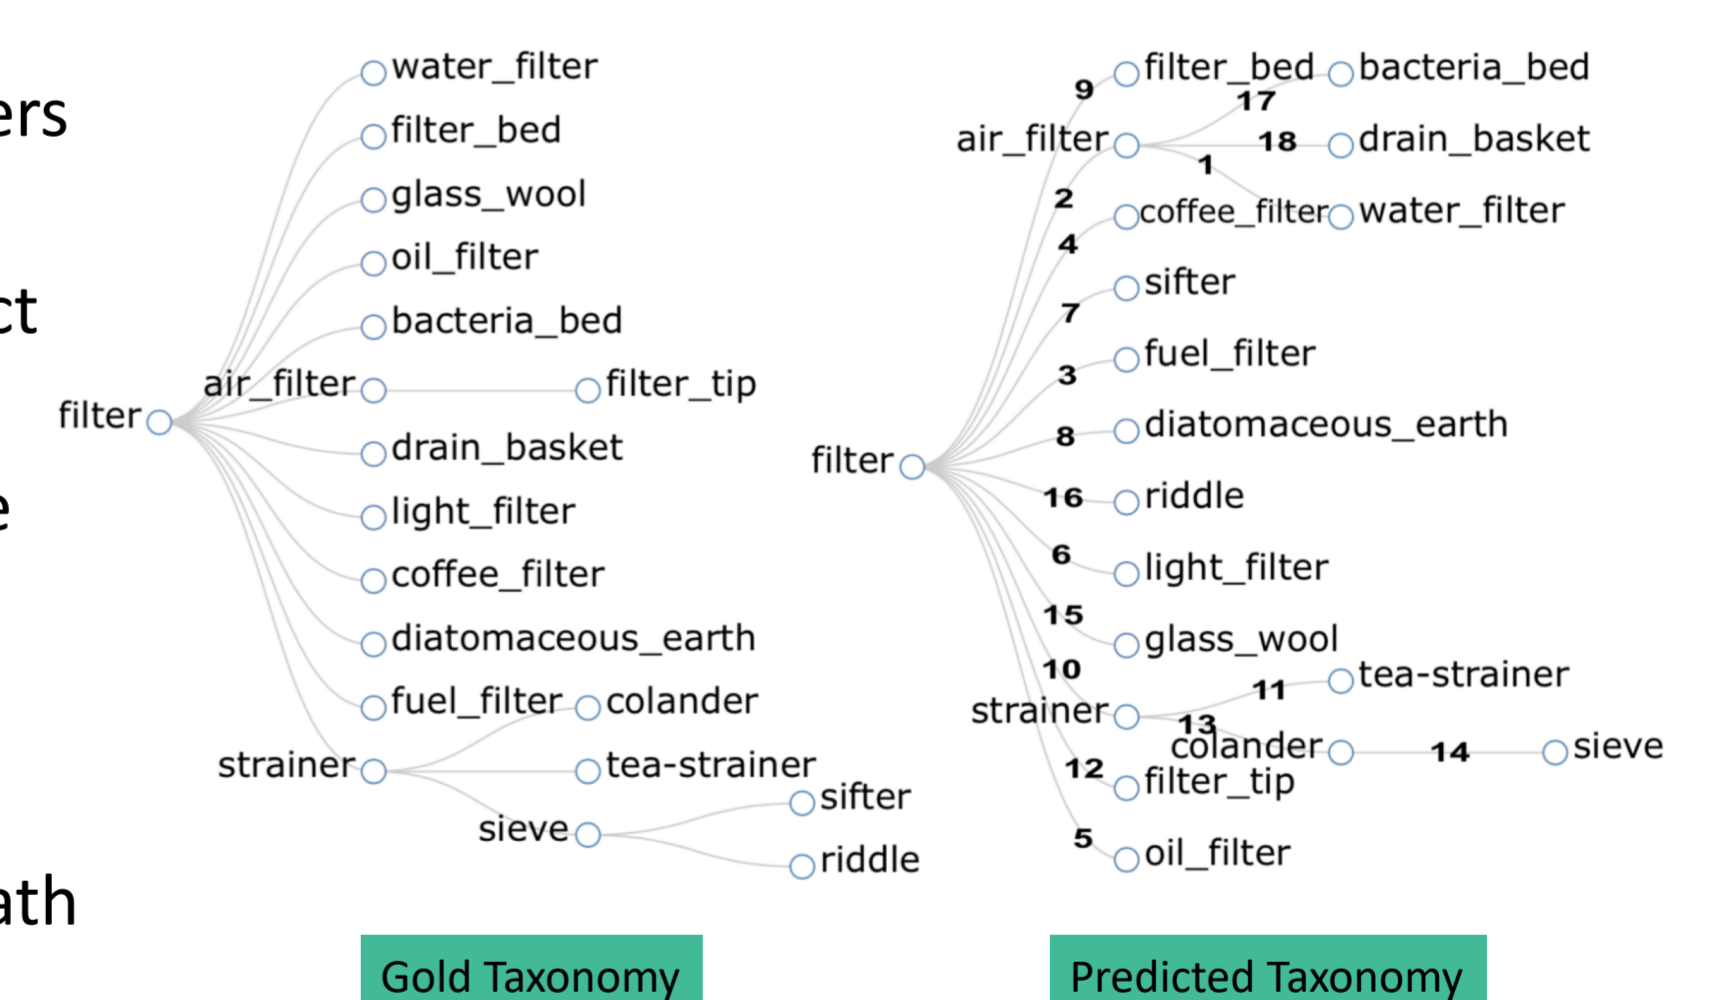 ers
ct
e
ath
filter
water_filter
filter_bed
glass_wool
oil_filter
bacteria_bed
air_filter
filter_tip
drain_basket
light_filter
coffee_filter
diatomaceous_earth
fuel_filter
colander
strainer
tea-strainer
sieve
sifter
riddle
Gold Taxonomy
filter
9
filter_bed
bacteria_bed
17
air_filter
18
drain_basket
1
2
coffee_filter
water_filter
4
sifter
7
fuel_filter
3
diatomaceous_earth
8
riddle
16
light_filter
6
glass_wool
15
tea-strainer
10
11
strainer
13
colander
14
sieve
12
filter_tip
5
oil_filter
Predicted Taxonomy